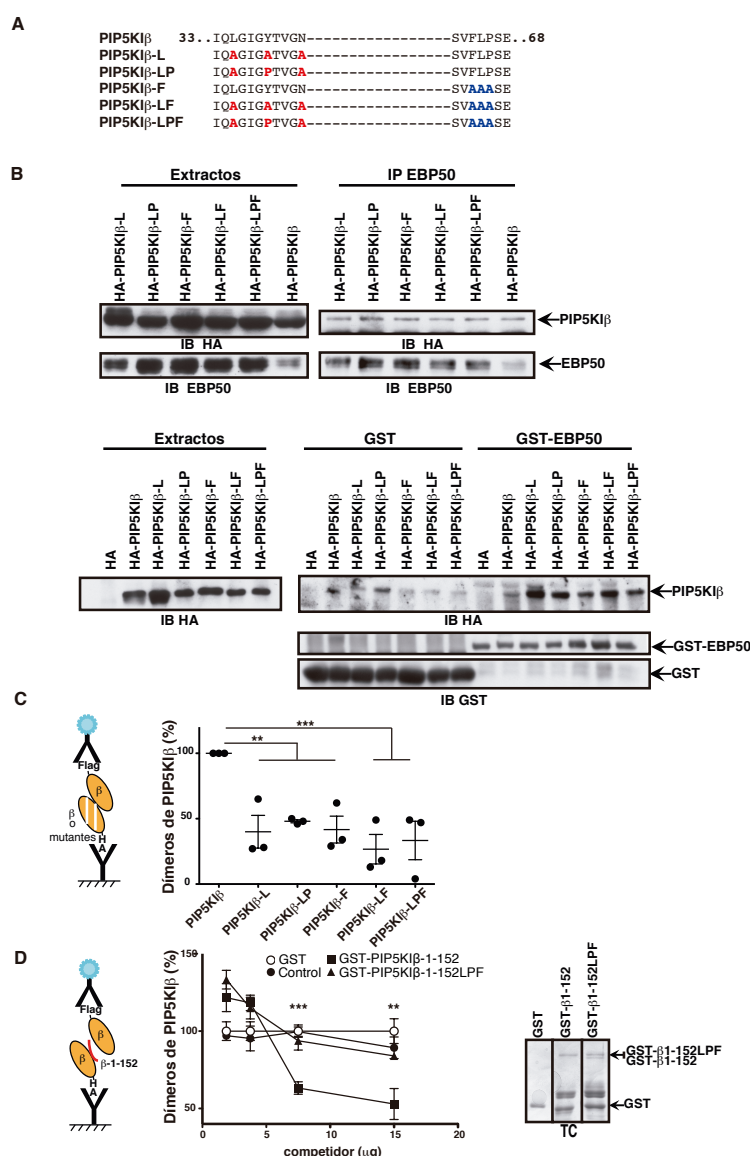 A
PIP5KIβ 33..IQLGIGYTVGN----------------SVFLPSE..68
PIP5KIβ-L IQAGIGATVGA----------------SVFLPSE
PIP5KIβ-LP IQAGIGPTVGA----------------SVFLPSE
PIP5KIβ-F IQLGIGYTVGN----------------SVAAASE
PIP5KIβ-LF IQAGIGATVGA----------------SVAAASE
PIP5KIβ-LPF IQAGIGPTVGA----------------SVAAASE
B
Extractos IP EBP50
HA-PIP5KIβ-L HA-PIP5KIβ-LP HA-PIP5KIβ-F HA-PIP5KIβ-LF HA-PIP5KIβ-LPF HA-PIP5KIβ HA-PIP5KIβ-L HA-PIP5KIβ-LP HA-PIP5KIβ-F HA-PIP5KIβ-LF HA-PIP5KIβ-LPF HA-PIP5KIβ
PIP5KIβ
IB HA IB HA
EBP50
IB EBP50 IB EBP50
Extractos GST GST-EBP50
HA HA-PIP5KIβ HA-PIP5KIβ-L HA-PIP5KIβ-LP HA-PIP5KIβ-F HA-PIP5KIβ-LF HA-PIP5KIβ-LPF HA HA-PIP5KIβ HA-PIP5KIβ-L HA-PIP5KIβ-LP HA-PIP5KIβ-F HA-PIP5KIβ-LF HA-PIP5KIβ-LPF HA HA-PIP5KIβ HA-PIP5KIβ-L HA-PIP5KIβ-LP HA-PIP5KIβ-F HA-PIP5KIβ-LF HA-PIP5KIβ-LPF
PIP5KIβ
IB HA IB HA
GST-EBP50
GST
IB GST
C
Flag
β
β
o
mutantes
H
A
Dímeros de PIP5KIβ (%)
100
50
0
**
***
PIP5KIβ PIP5KIβ-L PIP5KIβ-LP PIP5KIβ-F PIP5KIβ-LF PIP5KIβ-LPF
D
Flag
β
β
β-1-152
H
A
Dímeros de PIP5KIβ (%)
150
100
50
GST GST-PIP5KIβ-1-152
Control GST-PIP5KIβ-1-152LPF
*** **
0 5 10 15 20
competidor (μg)
GST GST-β1-152 GST-β1-152LPF
GST-β1-152LPF
GST-β1-152
GST
TC